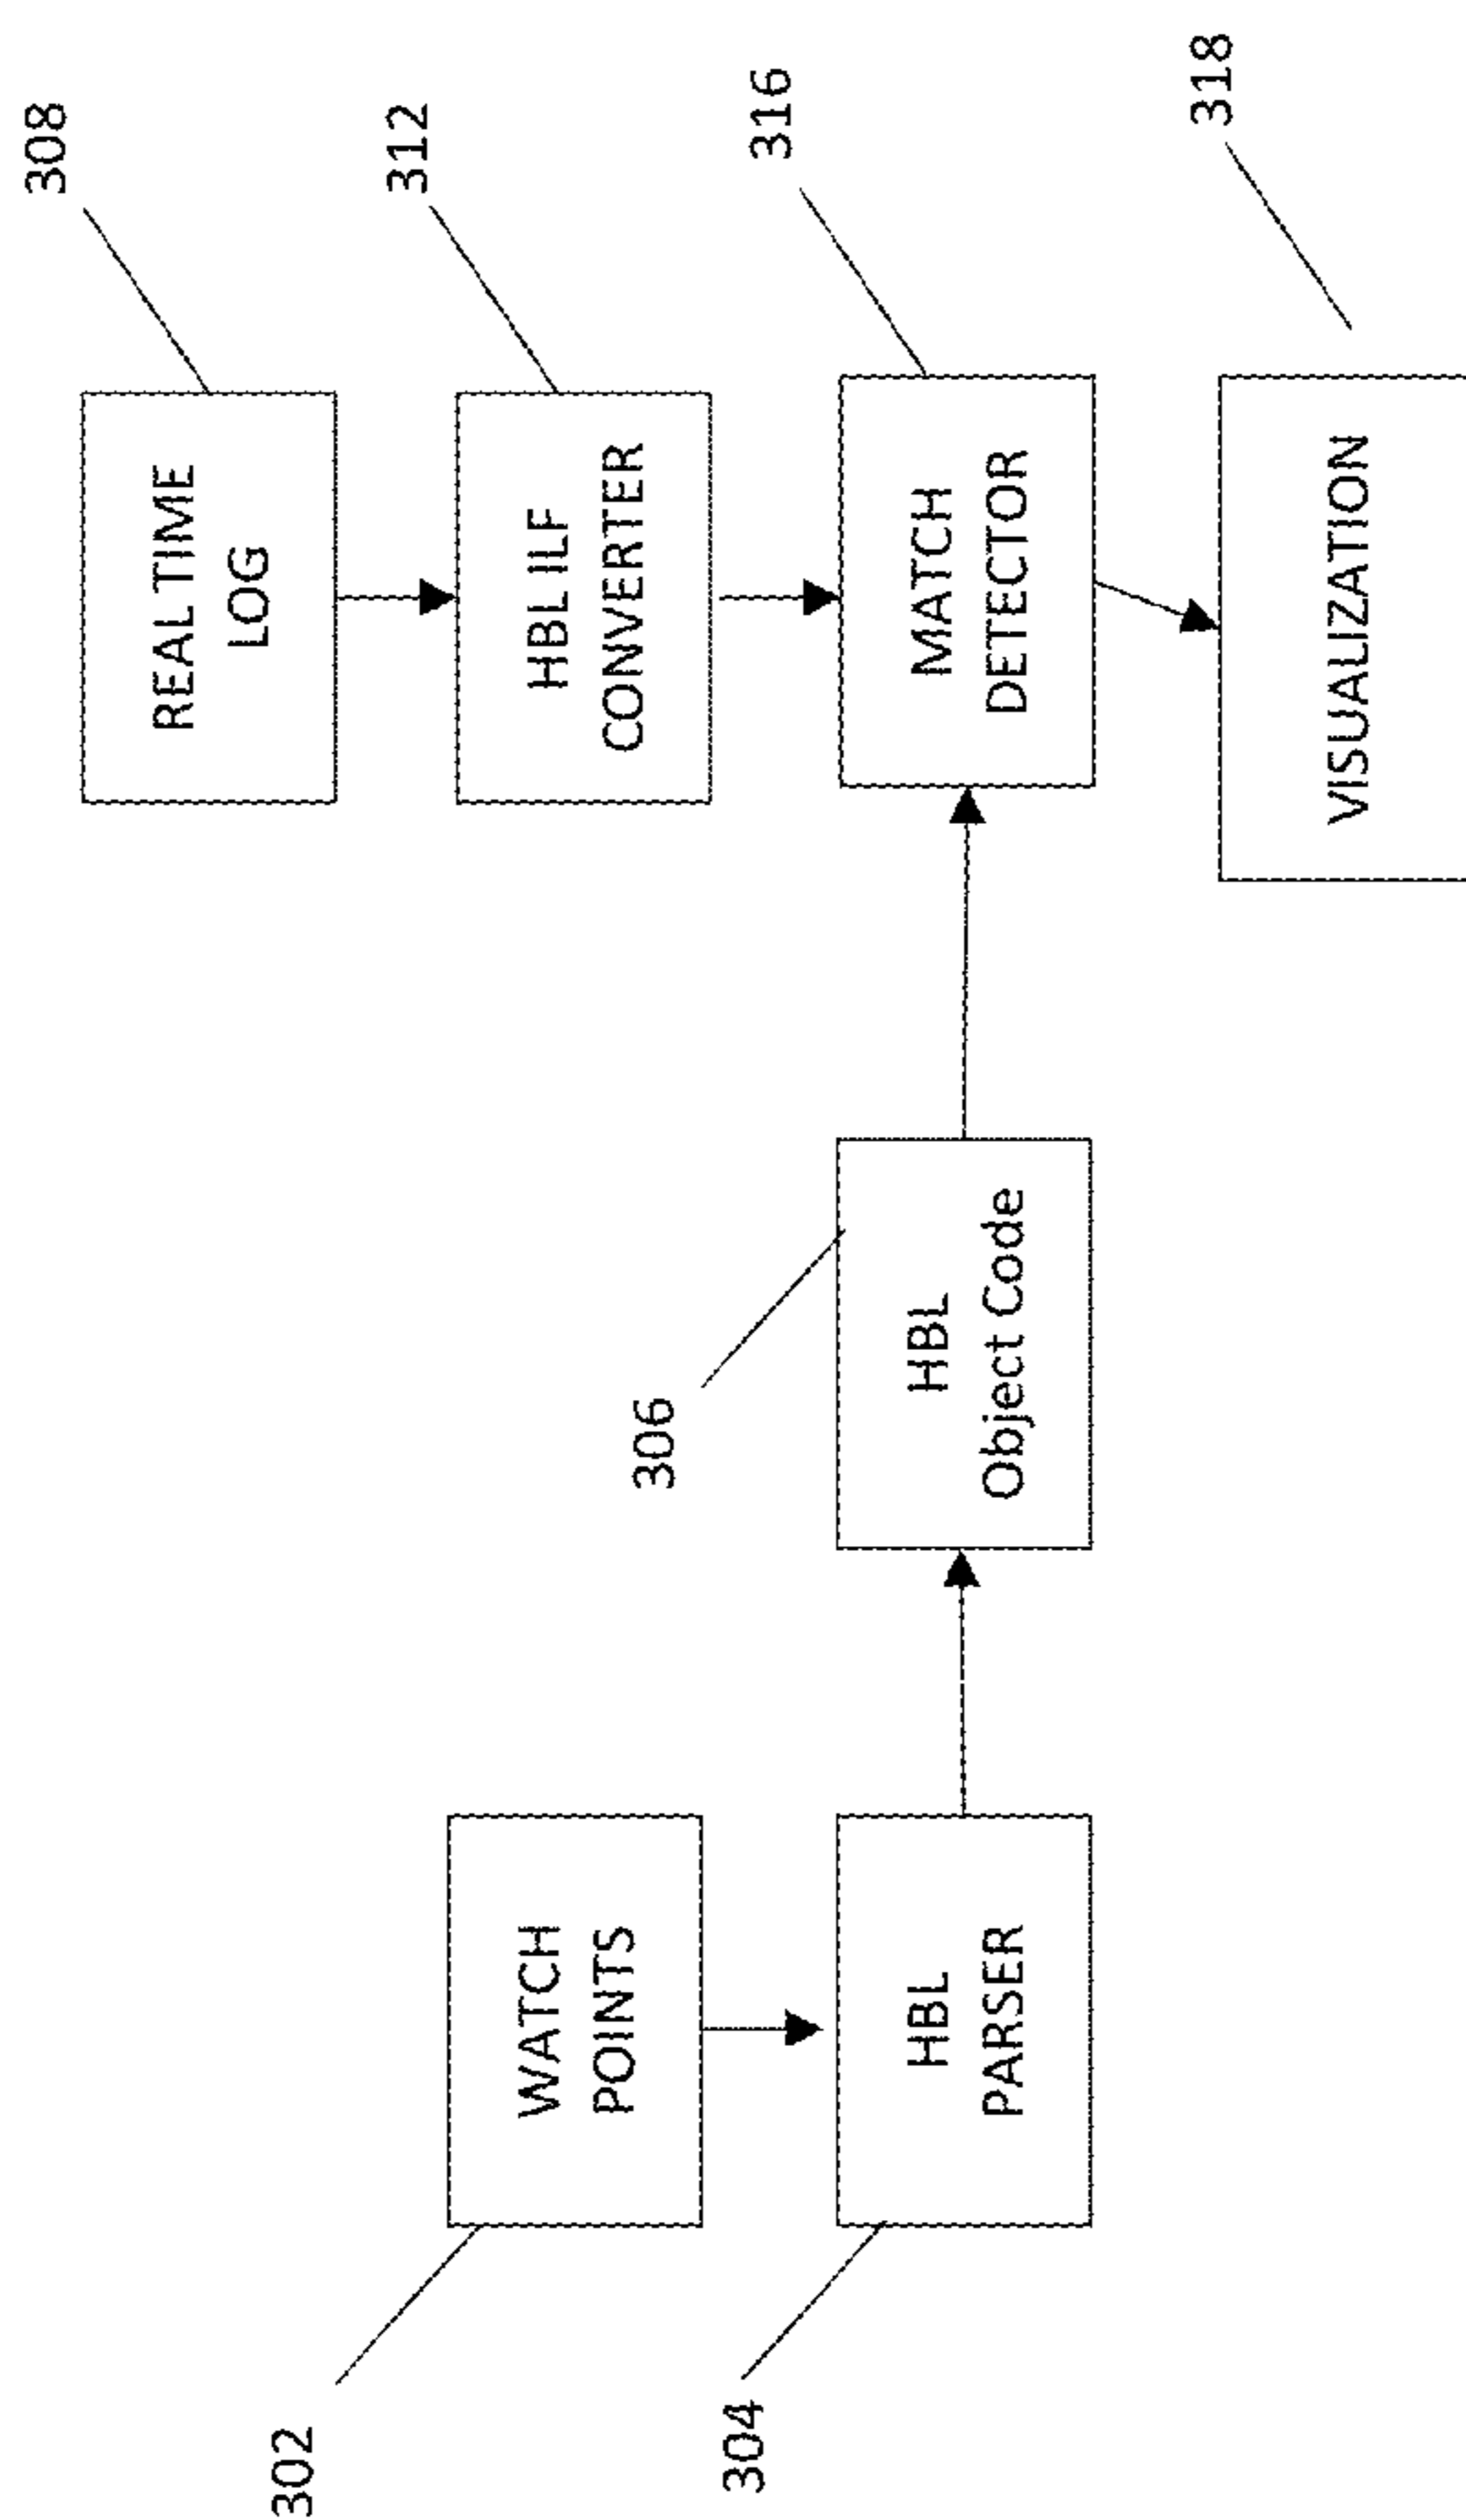 308
REAL TIME
LOG
312
HBL ILF
CONVERTER
302
WATCH
POINTS
306
316
304
HBL
PARSER
HBL
Object Code
MATCH
DETECTOR
318
VISUALIZATION